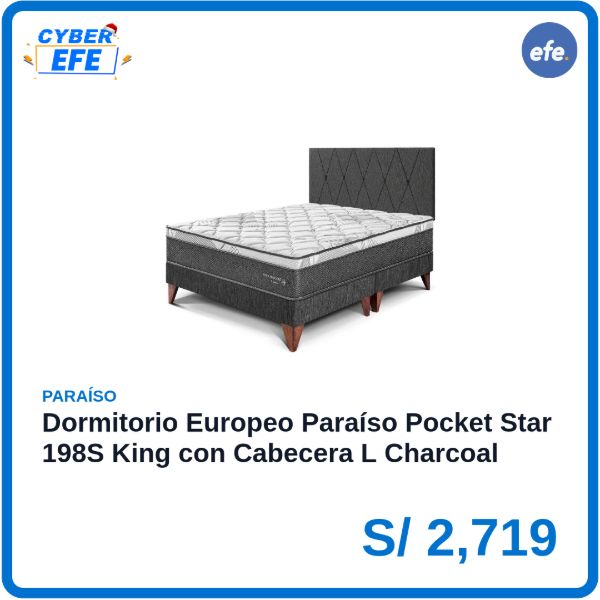 CYBER
EFE
efe.
PARAÍSO
Dormitorio Europeo Paraíso Pocket Star
198S King con Cabecera L Charcoal
S/ 2,719